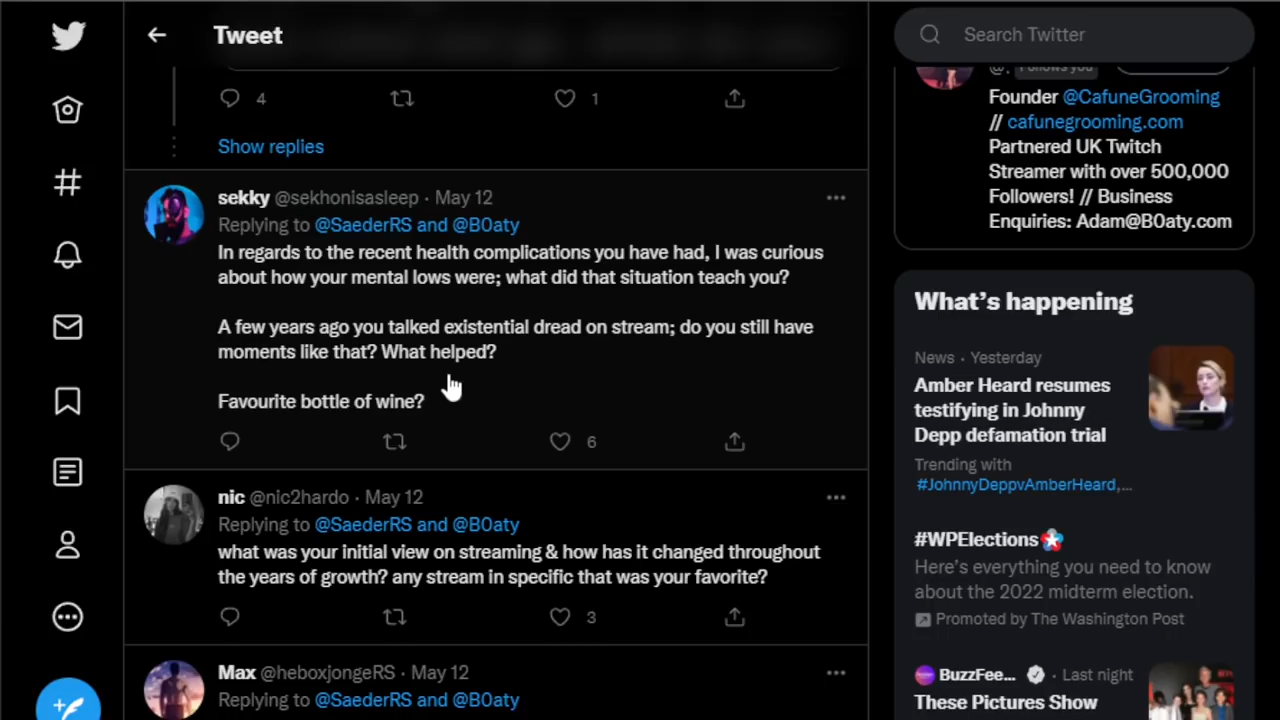 Tweet
4
1
Show replies
sekky @sekhonisasleep · May 12
Replying to @SaederRS and @B0aty
In regards to the recent health complications you have had, I was curious
about how your mental lows were; what did that situation teach you?
A few years ago you talked existential dread on stream; do you still have
moments like that? What helped?
Favourite bottle of wine?
6
nic @nic2hardo · May 12
Replying to @SaederRS and @B0aty
what was your initial view on streaming & how has it changed throughout
the years of growth? any stream in specific that was your favorite?
3
Max @heboxjongeRS · May 12
Replying to @SaederRS and @B0aty
Search Twitter
Follows you
Founder @CafuneGrooming
// cafunegrooming.com
Partnered UK Twitch
Streamer with over 500,000
Followers! // Business
Enquiries: Adam@B0aty.com
What's happening
News · Yesterday
Amber Heard resumes
testifying in Johnny
Depp defamation trial
Trending with
#JohnnyDeppvAmberHeard,...
#WPElections
Here's everything you need to know
about the 2022 midterm election.
Promoted by The Washington Post
BuzzFee... · Last night
These Pictures Show